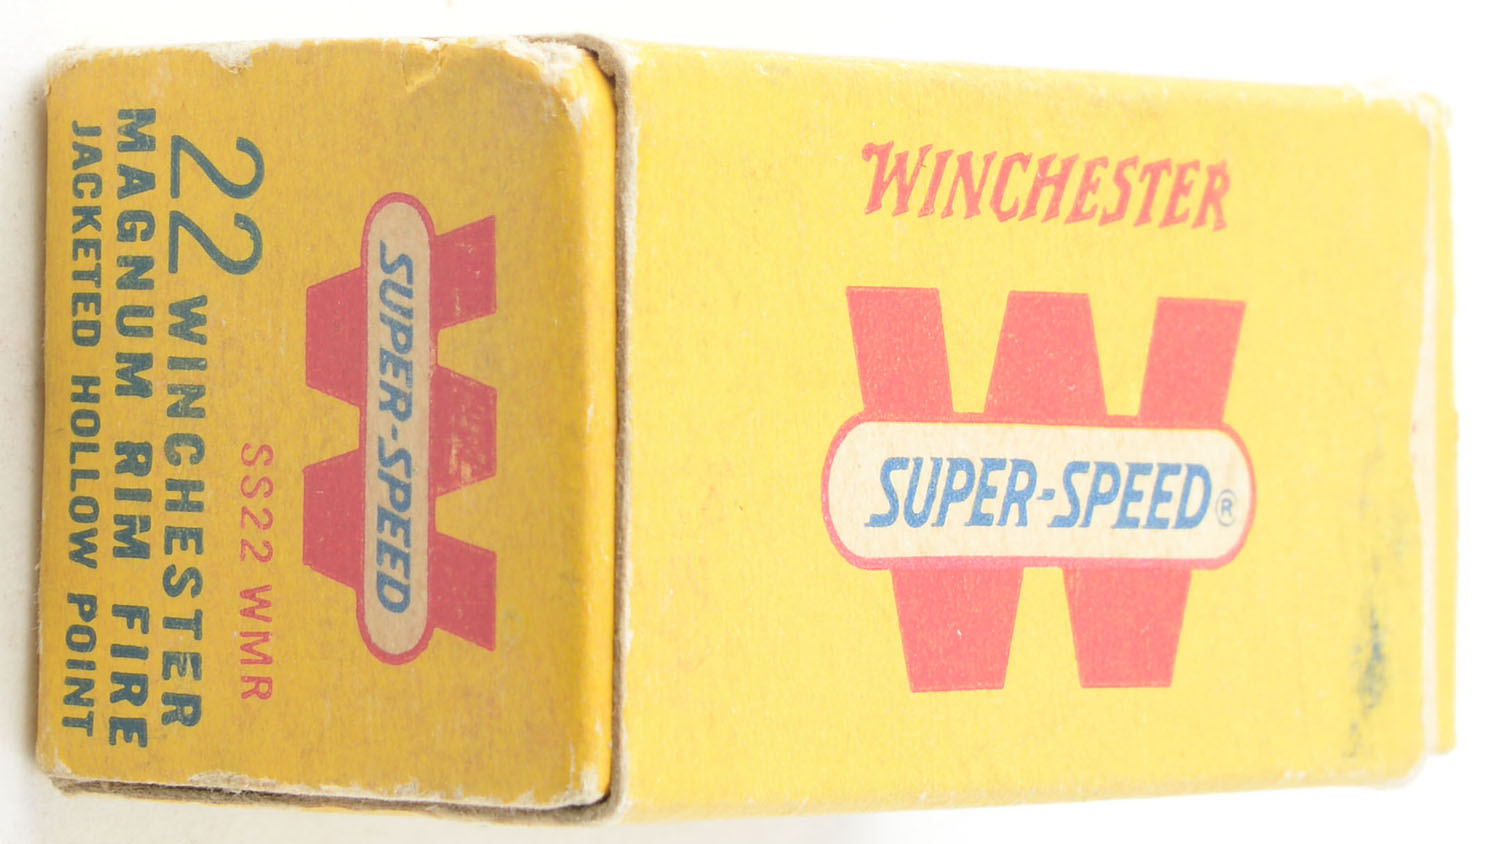 WINCHESTER
SUPER-SPEED®
SUPER-SPEED
SS22 WMR
22 WINCHESTER
MAGNUM RIM FIRE
JACKETED HOLLOW POINT